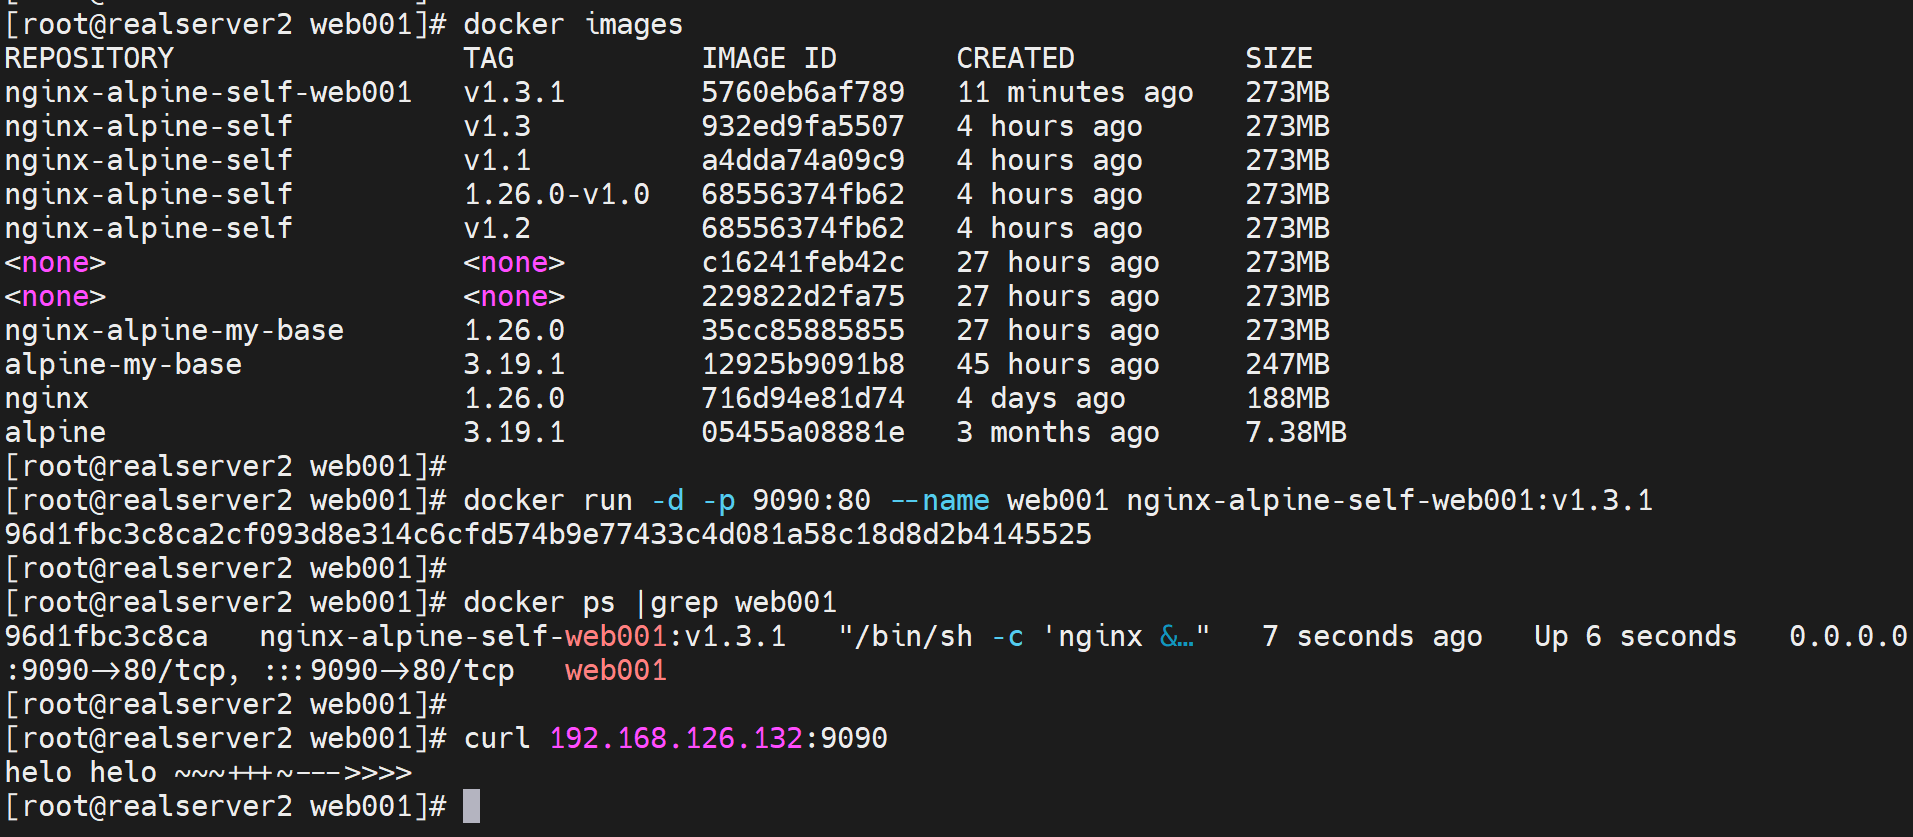 [root@realserver2 web001]# docker images
REPOSITORY TAG IMAGE ID CREATED SIZE
nginx-alpine-self-web001 v1.3.1 5760eb6af789 11 minutes ago 273MB
nginx-alpine-self v1.3 932ed9fa5507 4 hours ago 273MB
nginx-alpine-self v1.1 a4dda74a09c9 4 hours ago 273MB
nginx-alpine-self 1.26.0-v1.0 68556374fb62 4 hours ago 273MB
nginx-alpine-self v1.2 68556374fb62 4 hours ago 273MB
<none> <none> c16241feb42c 27 hours ago 273MB
<none> <none> 229822d2fa75 27 hours ago 273MB
nginx-alpine-my-base 1.26.0 35cc85885855 27 hours ago 273MB
alpine-my-base 3.19.1 12925b9091b8 45 hours ago 247MB
nginx 1.26.0 716d94e81d74 4 days ago 188MB
alpine 3.19.1 05455a08881e 3 months ago 7.38MB
[root@realserver2 web001]#
[root@realserver2 web001]# docker run -d -p 9090:80 --name web001 nginx-alpine-self-web001:v1.3.1
96d1fbc3c8ca2cf093d8e314c6cfd574b9e77433c4d081a58c18d8d2b4145525
[root@realserver2 web001]#
[root@realserver2 web001]# docker ps |grep web001
96d1fbc3c8ca nginx-alpine-self-web001:v1.3.1 "/bin/sh -c 'nginx &…" 7 seconds ago Up 6 seconds 0.0.0.0
:9090->80/tcp, :::9090->80/tcp web001
[root@realserver2 web001]#
[root@realserver2 web001]# curl 192.168.126.132:9090
helo helo ~~~+++~--->>>>
[root@realserver2 web001]#